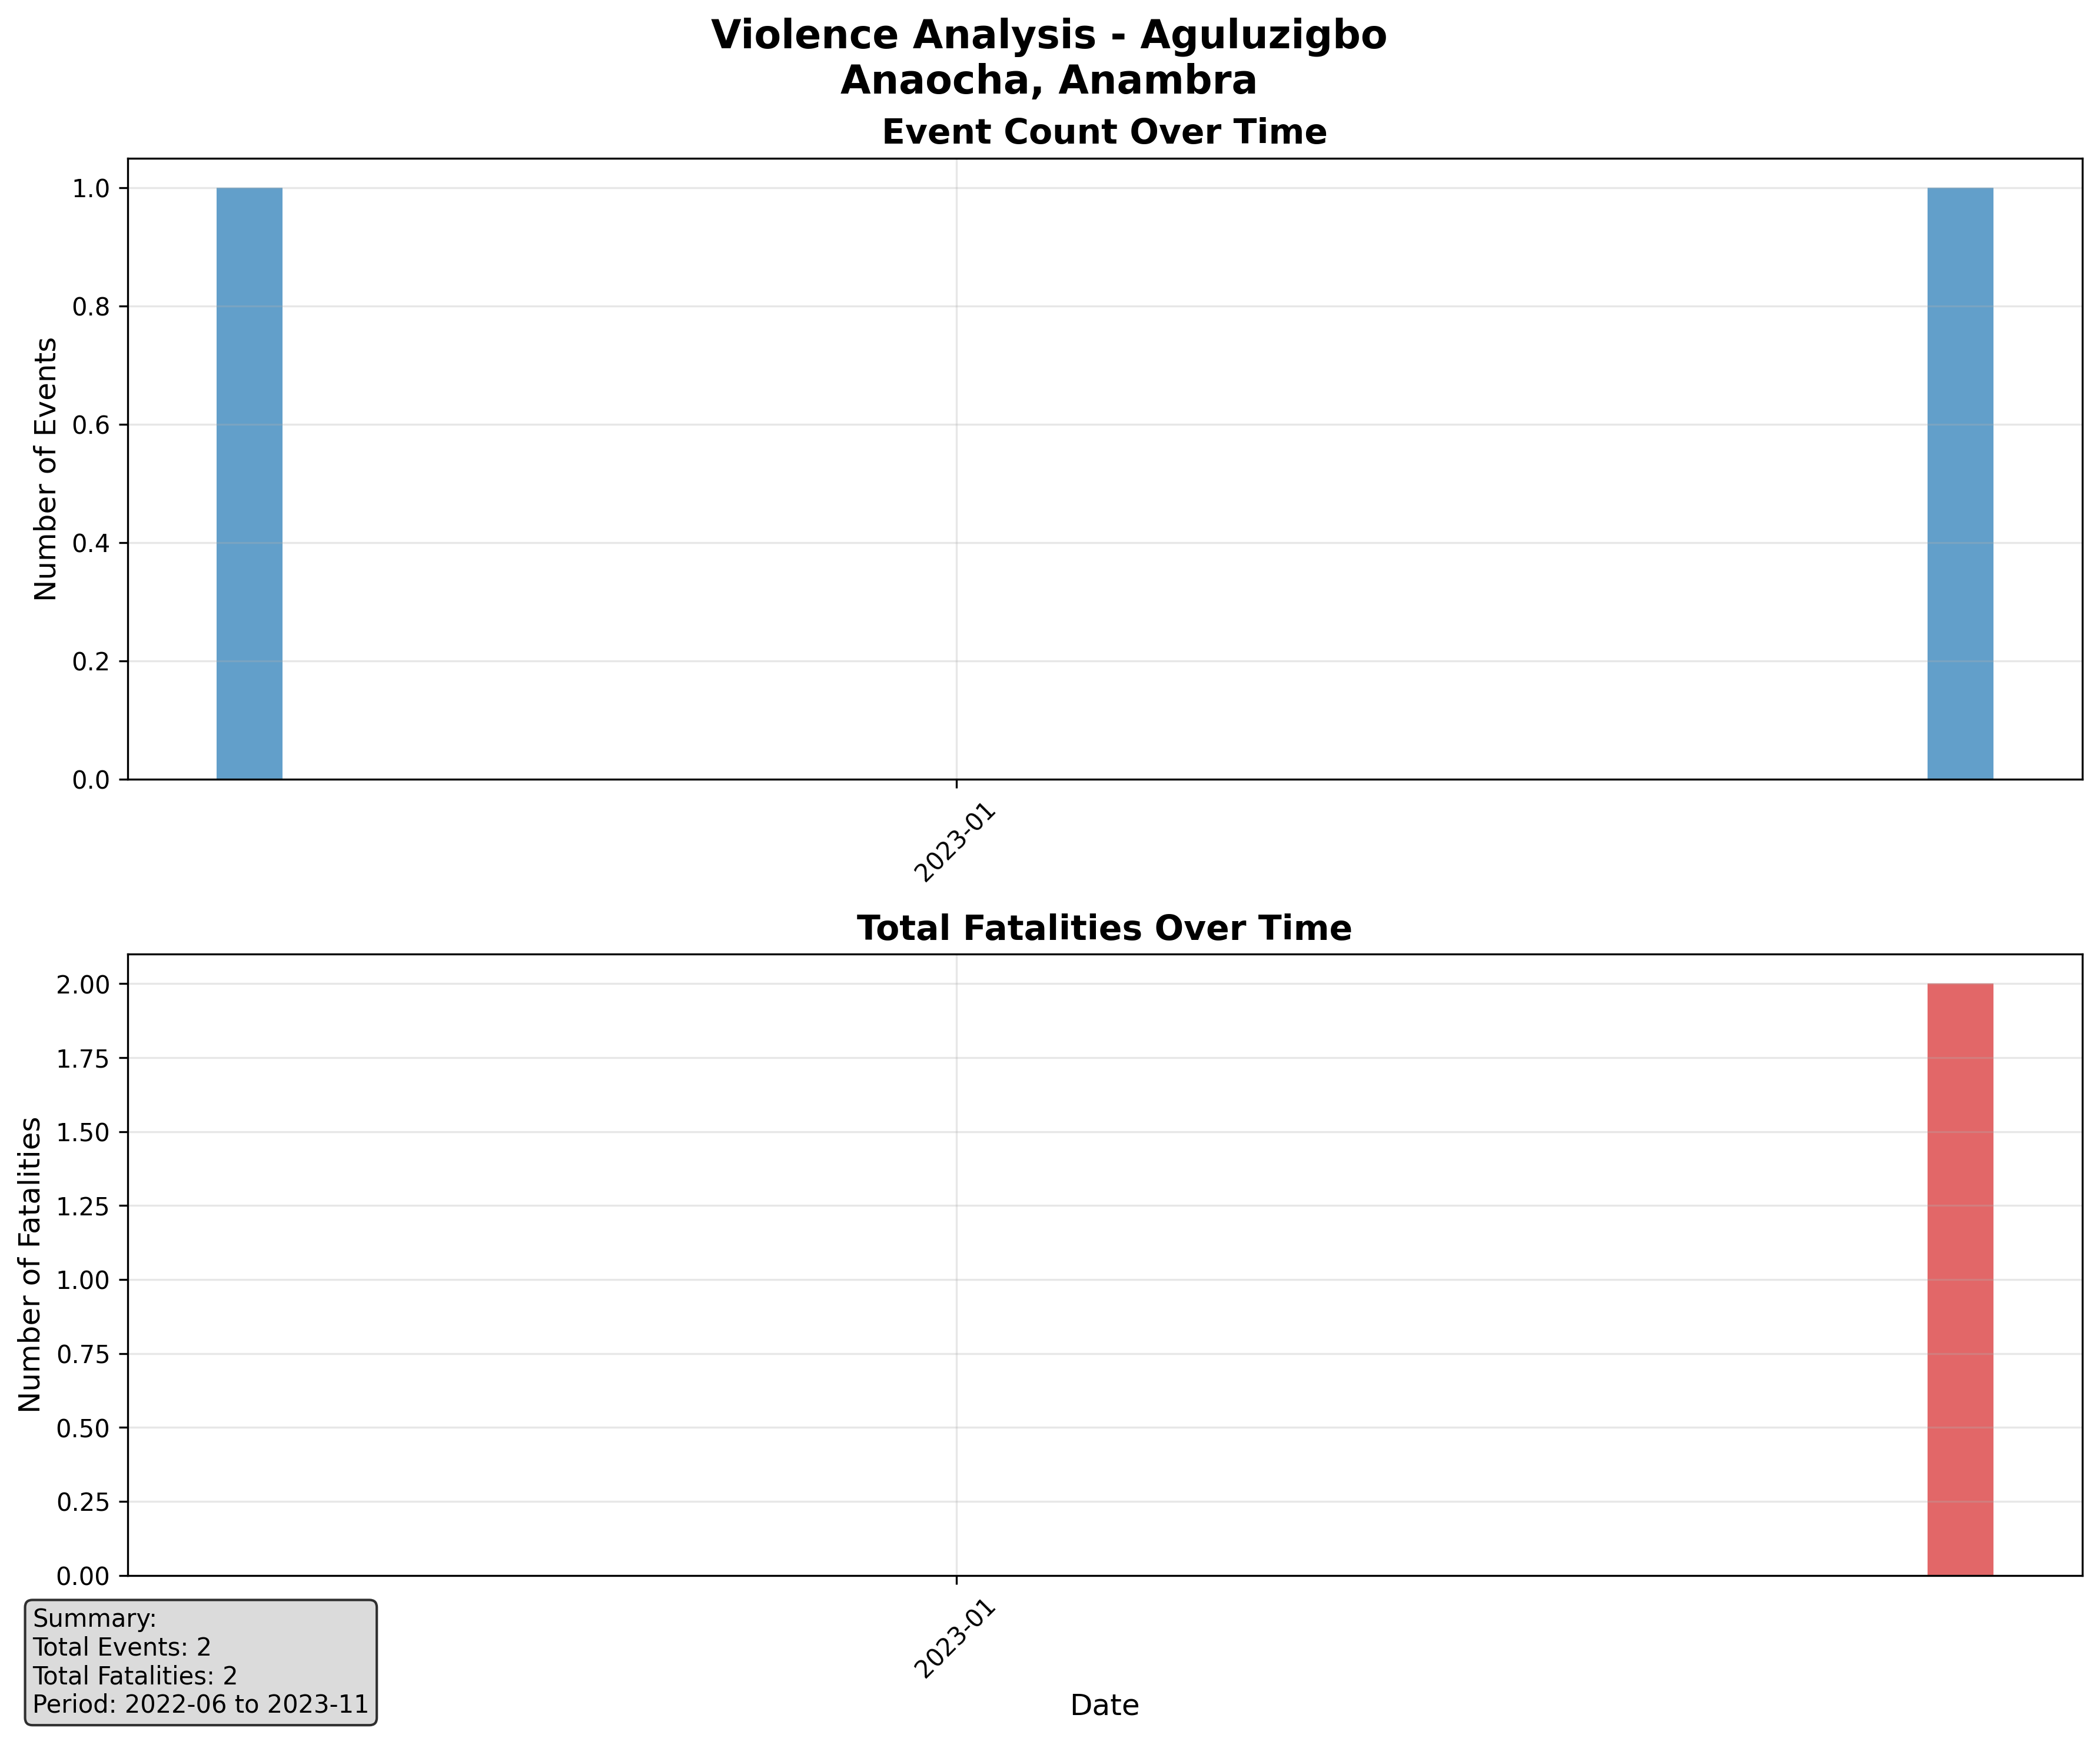 Violence Analysis - Aguluzigbo
Anaocha, Anambra
Event Count Over Time
Number of Events
1.0
0.8
0.6
0.4
0.2
0.0
2023-01
Total Fatalities Over Time
Number of Fatalities
2.00
1.75
1.50
1.25
1.00
0.75
0.50
0.25
0.00
2023-01
Date
Summary:
Total Events: 2
Total Fatalities: 2
Period: 2022-06 to 2023-11